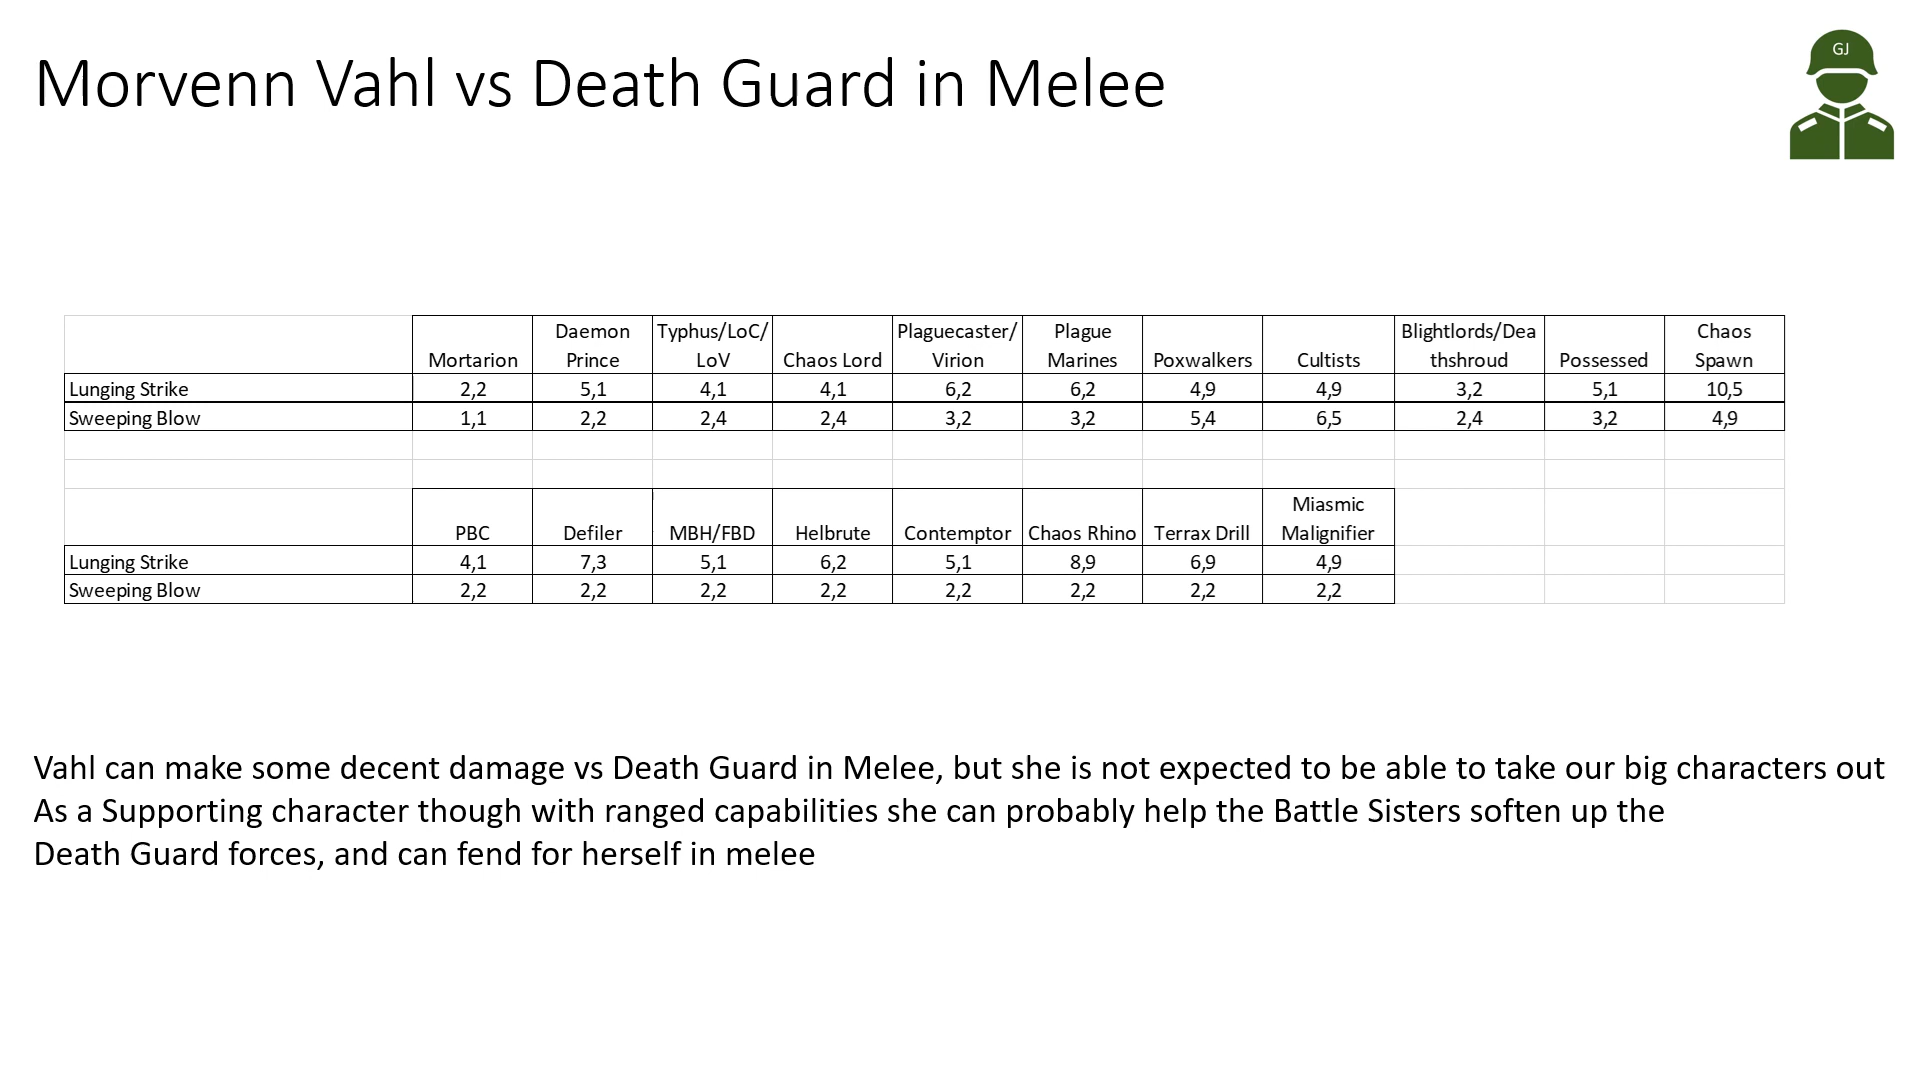 Morvenn Vahl vs Death Guard in Melee
GJ
Mortarion Daemon Prince Typhus/LoC/LoV Chaos Lord Plaguecaster/Virion Plague Marines Poxwalkers Cultists Blightlords/Deathshroud Possessed Chaos Spawn
Lunging Strike 2,2 5,1 4,1 4,1 6,2 6,2 4,9 4,9 3,2 5,1 10,5
Sweeping Blow 1,1 2,2 2,4 2,4 3,2 3,2 5,4 6,5 2,4 3,2 4,9
PBC Defiler MBH/FBD Helbrute Contemptor Chaos Rhino Terrax Drill Miasmic Malignifier
Lunging Strike 4,1 7,3 5,1 6,2 5,1 8,9 6,9 4,9
Sweeping Blow 2,2 2,2 2,2 2,2 2,2 2,2 2,2 2,2
Vahl can make some decent damage vs Death Guard in Melee, but she is not expected to be able to take our big characters out
As a Supporting character though with ranged capabilities she can probably help the Battle Sisters soften up the
Death Guard forces, and can fend for herself in melee